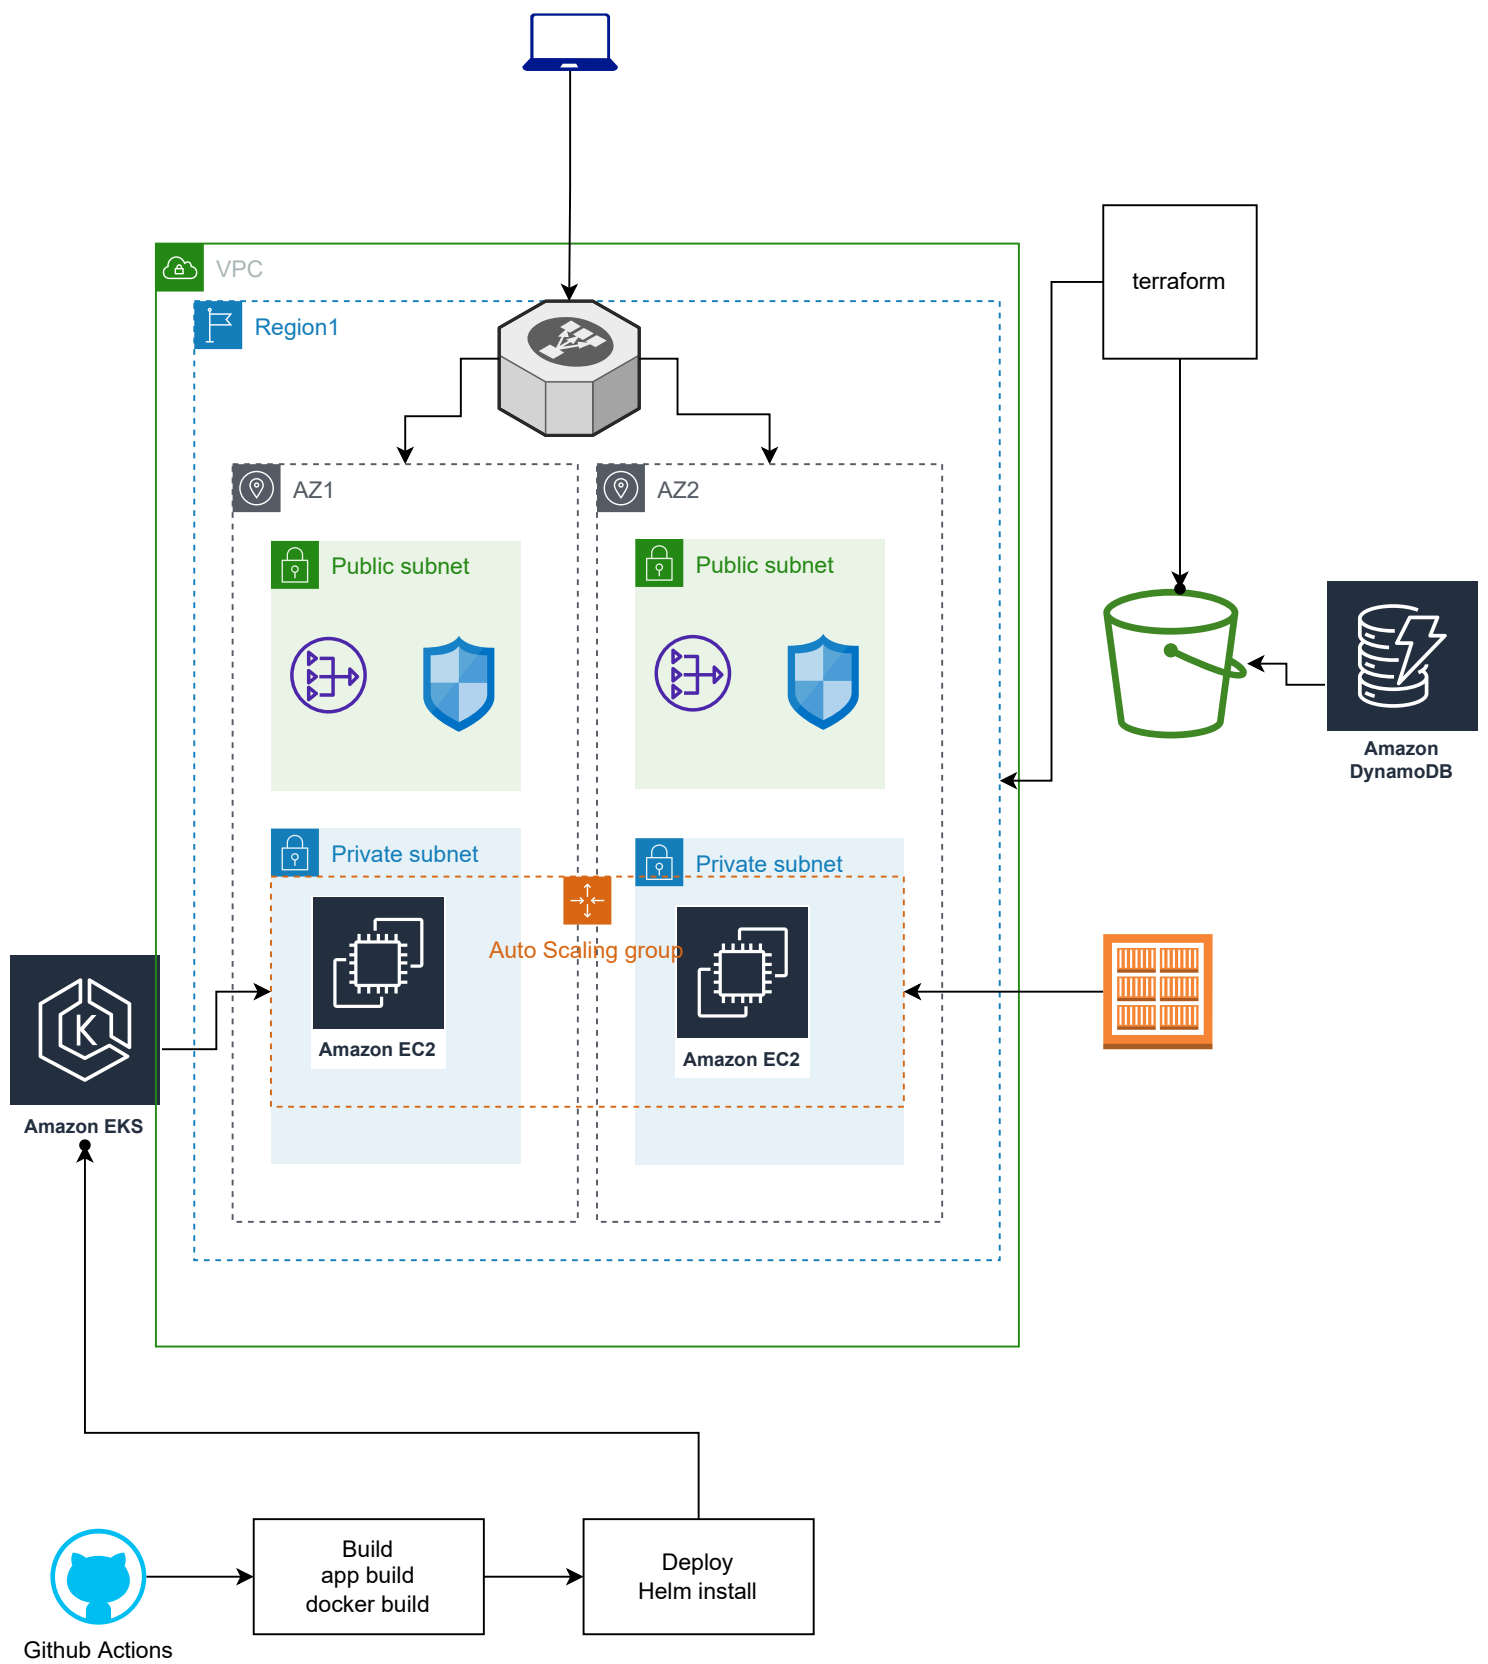 VPC
Region1
terraform
AZ1
AZ2
Public subnet
Public subnet
Amazon
DynamoDB
Private subnet
Private subnet
Auto Scaling group
Amazon EC2
Amazon EC2
K
Amazon EKS
Build
app build
docker build
Deploy
Helm install
Github Actions